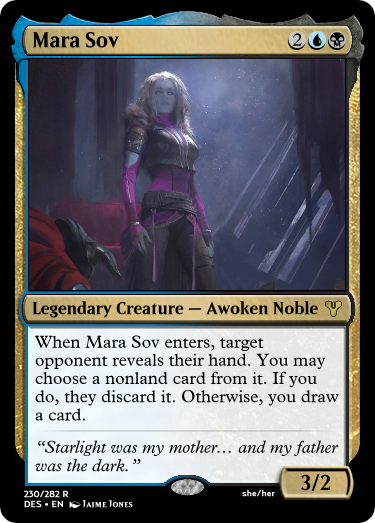 Mara Sov 2
Legendary Creature — Awoken Noble
When Mara Sov enters, target
opponent reveals their hand. You may
choose a nonland card from it. If you
do, they discard it. Otherwise, you draw
a card.
“Starlight was my mother… and my father
was the dark.”
3/2
230/282 R
she/her
DES • EN Jaime Jones